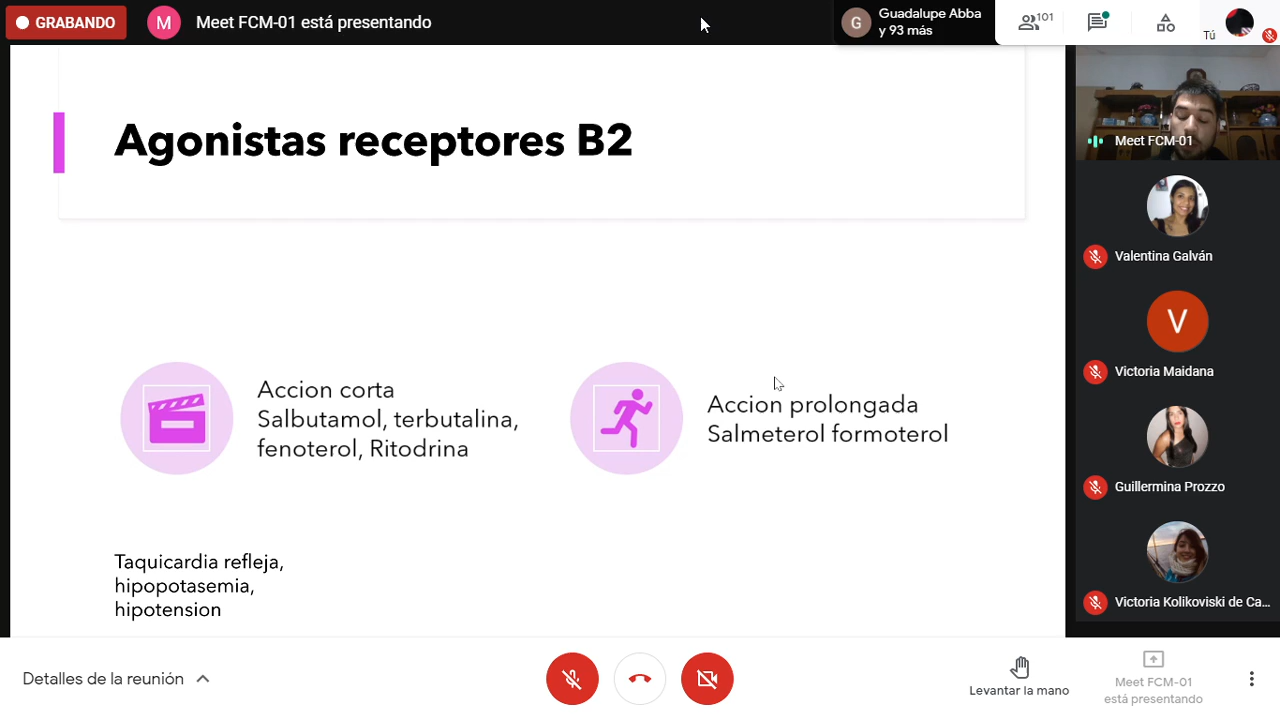 GRABANDO
M
Meet FCM-01 está presentando
G
Guadalupe Abba
y 93 más
101
Tú
Agonistas receptores B2
Accion corta
Salbutamol, terbutalina,
fenoterol, Ritodrina
Accion prolongada
Salmeterol formoterol
Taquicardia refleja,
hipopotasemia,
hipotension
Meet FCM-01
Valentina Galván
V
Victoria Maidana
Guillermina Prozzo
Victoria Kolikoviski de Ca...
Detalles de la reunión
Levantar la mano
Meet FCM-01
está presentando